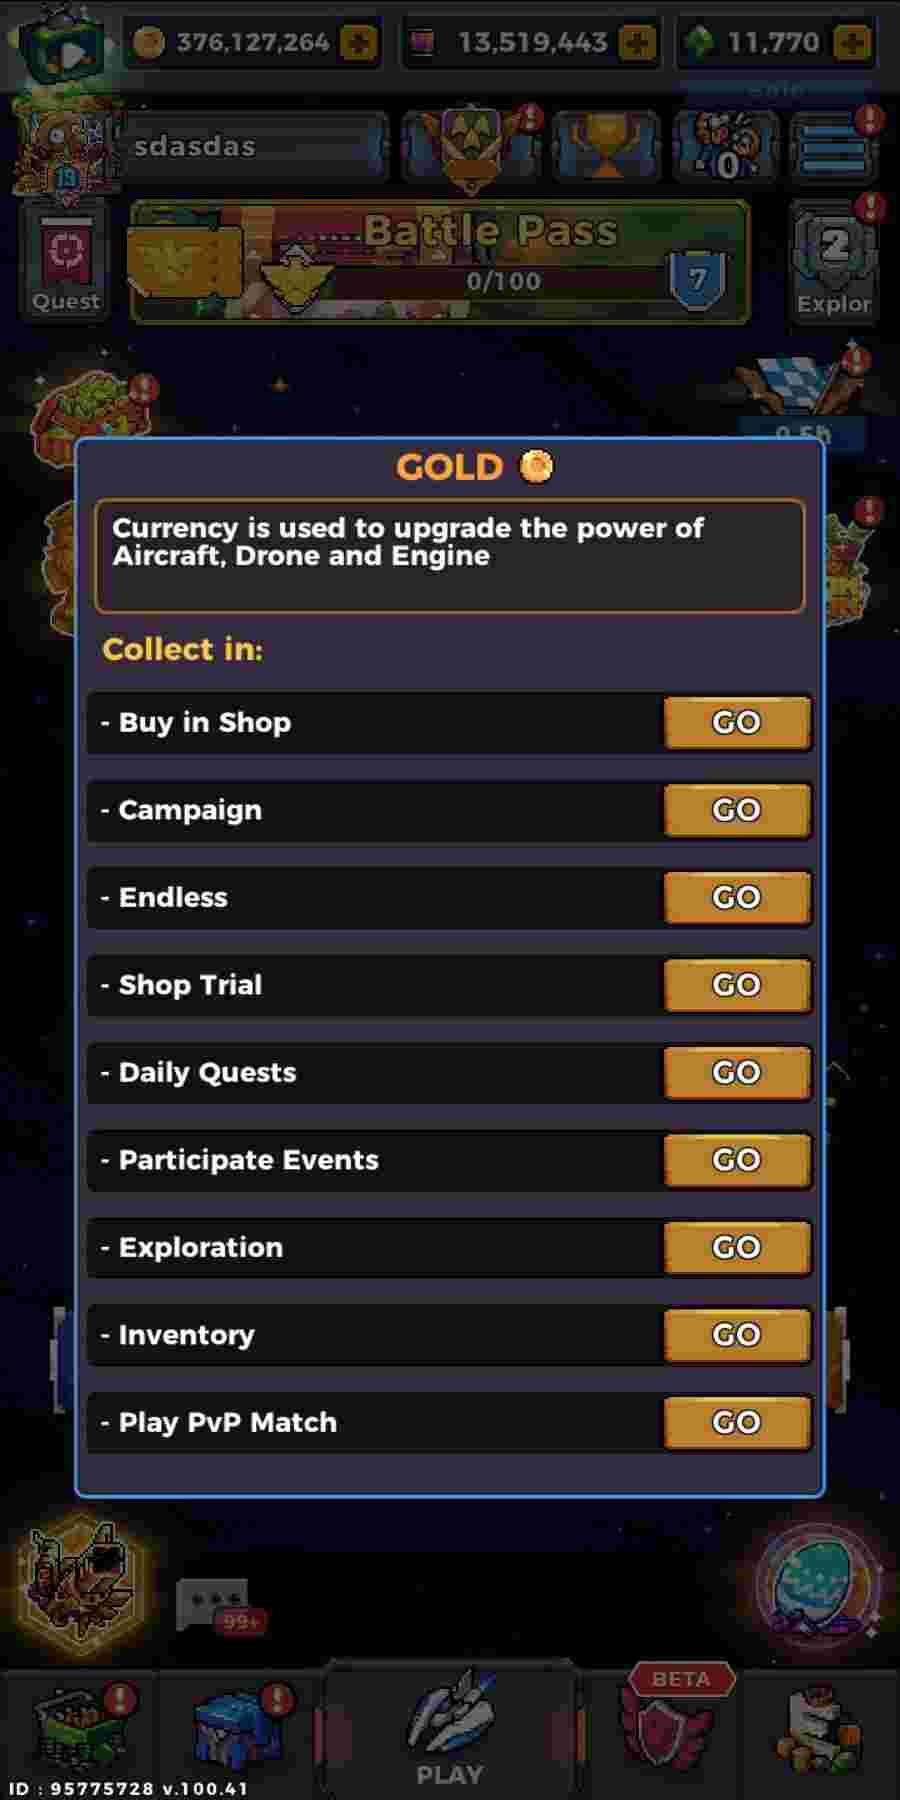 376,127,264
13,519,443
11,770
Sale
sdasdas
19
0
Battle Pass
0/100
7
Quest
2
Explor
9.5h
GOLD
Currency is used to upgrade the power of
Aircraft, Drone and Engine
Collect in:
- Buy in Shop
GO
- Campaign
GO
- Endless
GO
- Shop Trial
GO
- Daily Quests
GO
- Participate Events
GO
- Exploration
GO
- Inventory
GO
- Play PvP Match
GO
99+
BETA
PLAY
ID : 95775728 v.100.41